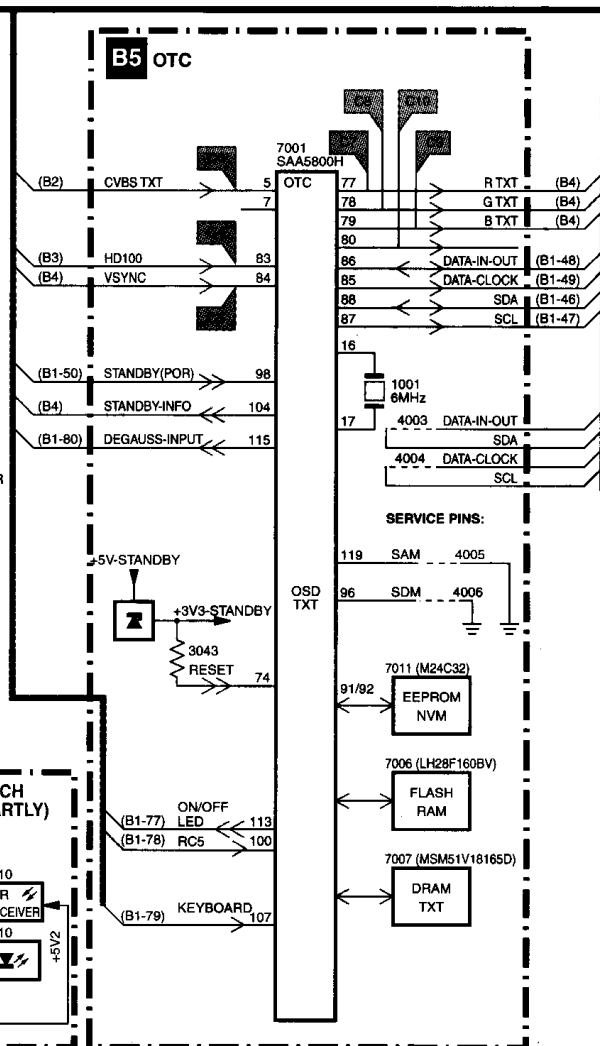 B5 OTC
7001
SAA5800H
OTC
(B2) CVBS TXT 5
7
(B3) HD100 83
(B4) VSYNC 84
(B1-50) STANDBY(POR) 98
(B4) STANDBY-INFO 104
(B1-80) DEGAUSS-INPUT 115
77 R TXT (B4)
78 G TXT (B4)
79 B TXT (B4)
80
86 DATA-IN-OUT (B1-48)
85 DATA-CLOCK (B1-49)
88 SDA (B1-46)
87 SCL (B1-47)
16
1001
6MHz
17
4003 DATA-IN-OUT
SDA
4004 DATA-CLOCK
SCL
R
SERVICE PINS:
119 SAM 4005
96 SDM 4006
+5V-STANDBY
+3V3-STANDBY
3043
RESET 74
OSD
TXT
7011 (M24C32)
91/92
EEPROM
NVM
7006 (LH28F160BV)
FLASH
RAM
7007 (MSM51V18165D)
DRAM
TXT
ON/OFF
(B1-77) LED 113
(B1-78) RC5 100
(B1-79) KEYBOARD 107
CH
ARTLY)
10
R
CEIVER
10
+5V2